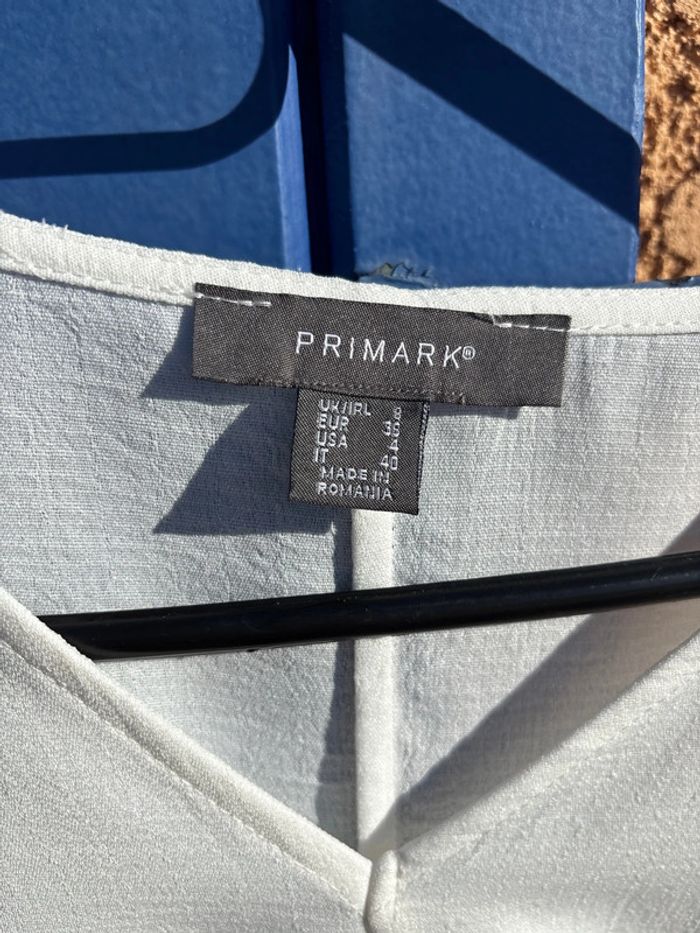 PRIMARK®
UK/IRL 8
EUR 36
USA 4
IT 40
MADE IN
ROMANIA